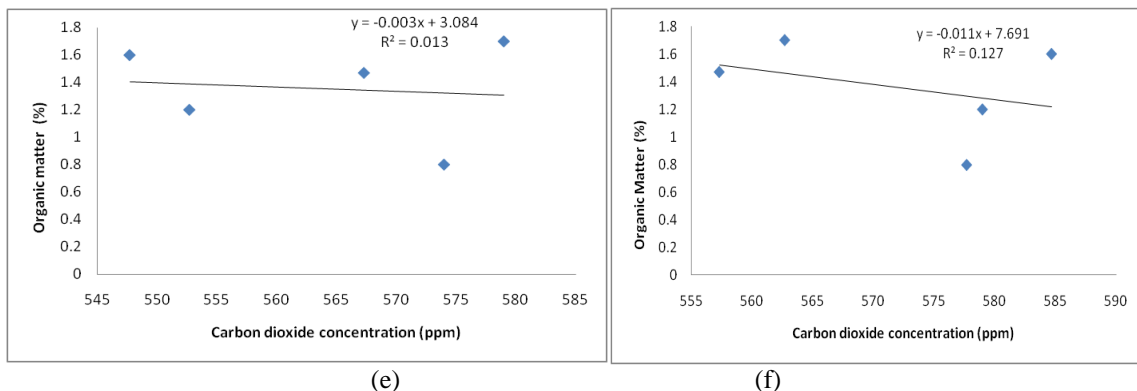 y = -0.003x + 3.084
R² = 0.013
Organic matter (%)
1.8
1.6
1.4
1.2
1
0.8
0.6
0.4
0.2
0
545 550 555 560 565 570 575 580 585
Carbon dioxide concentration (ppm)
(e)
y = -0.011x + 7.691
R² = 0.127
Organic Matter (%)
1.8
1.6
1.4
1.2
1
0.8
0.6
0.4
0.2
0
555 560 565 570 575 580 585 590
Carbon dioxide concentration (ppm)
(f)